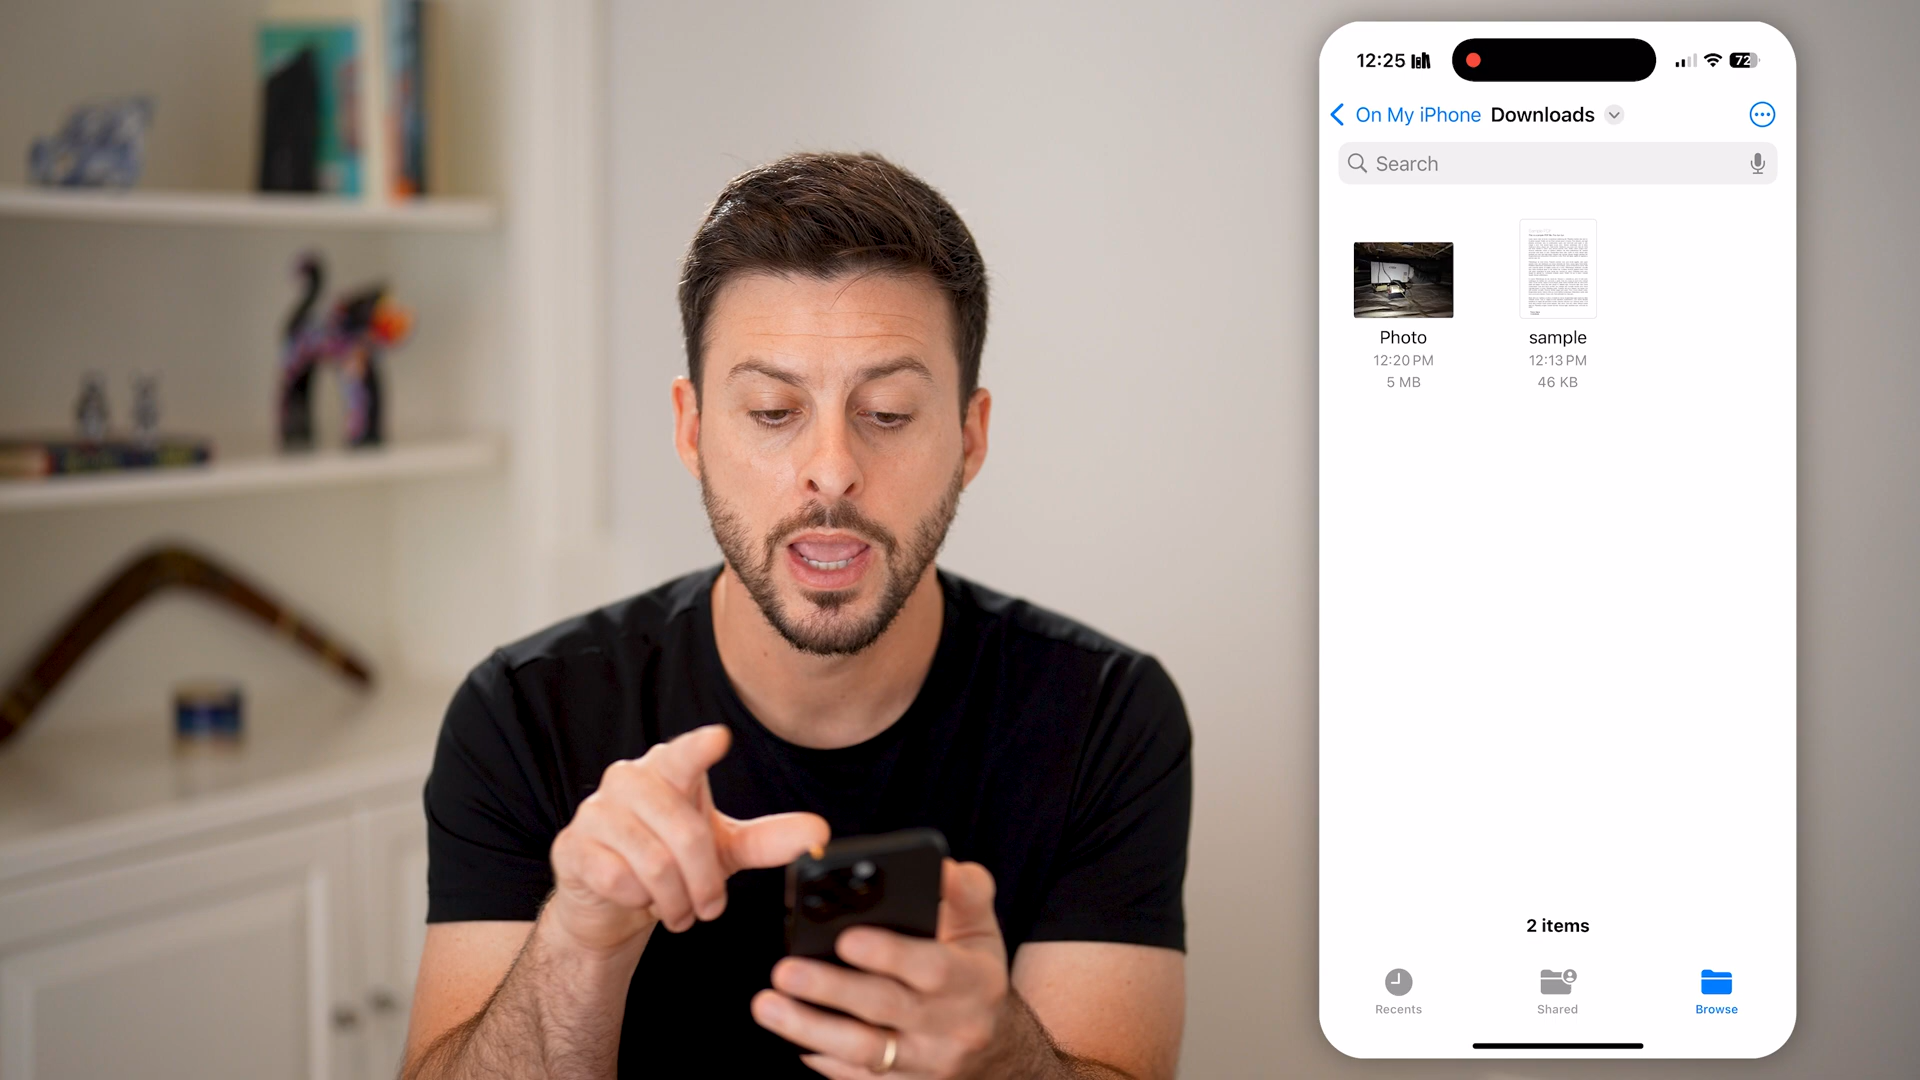 12:25
72
On My iPhone Downloads
Search
Photo
12:20 PM
5 MB
sample
12:13 PM
46 KB
2 items
Recents
Shared
Browse